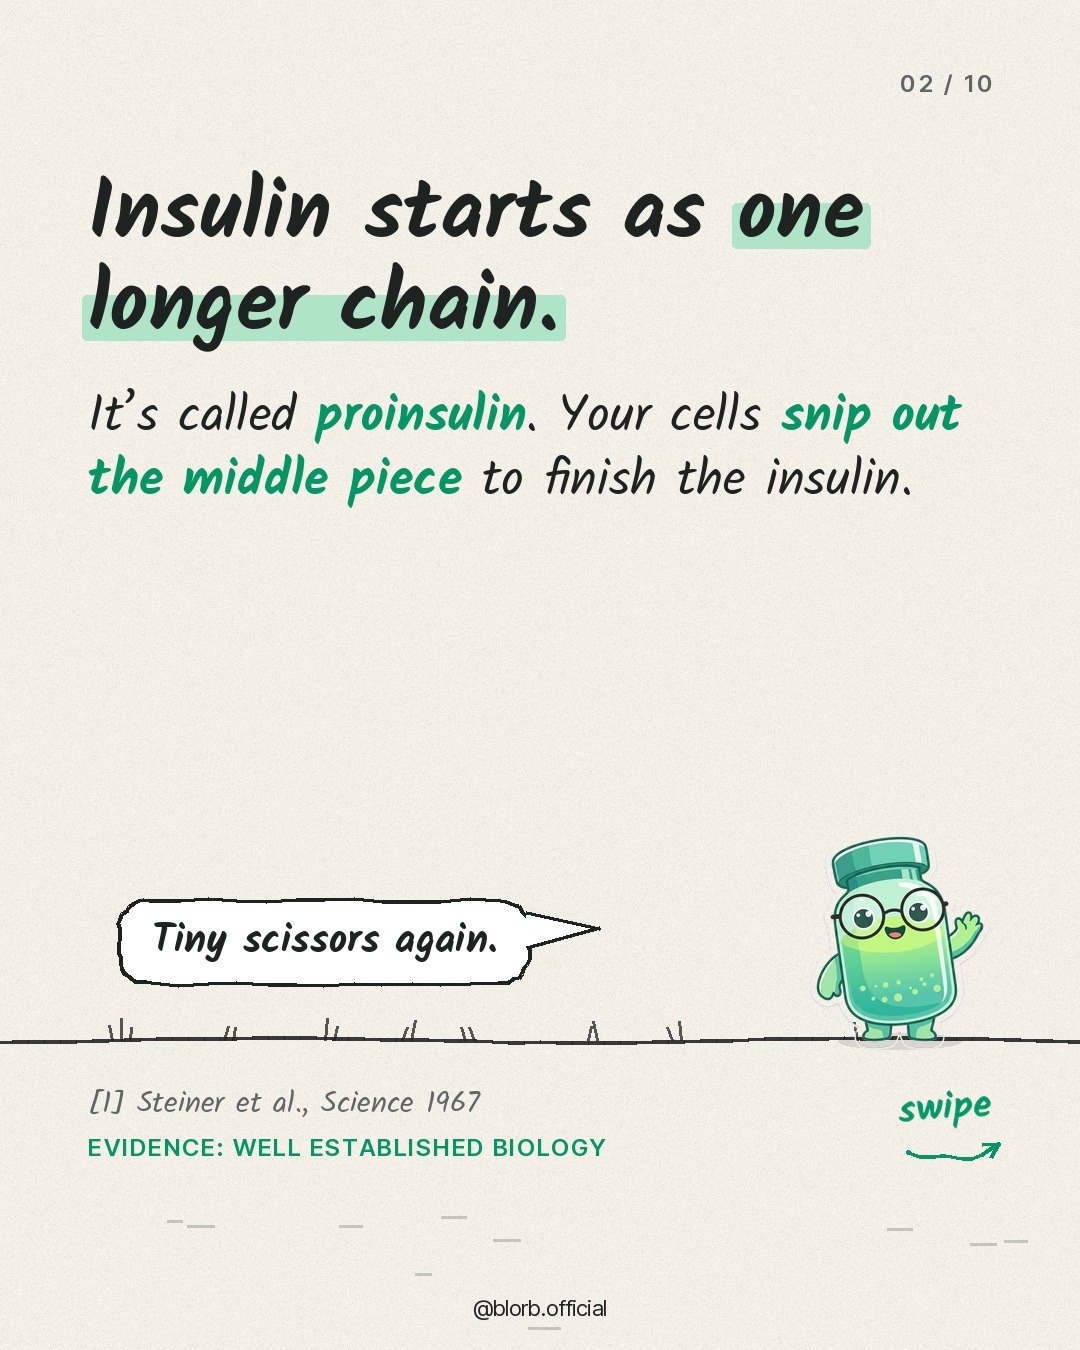 02 / 10
Insulin starts as one
longer chain.
It’s called proinsulin. Your cells snip out
the middle piece to finish the insulin.
Tiny scissors again.
[1] Steiner et al., Science 1967
EVIDENCE: WELL ESTABLISHED BIOLOGY
swipe
@blorb.official